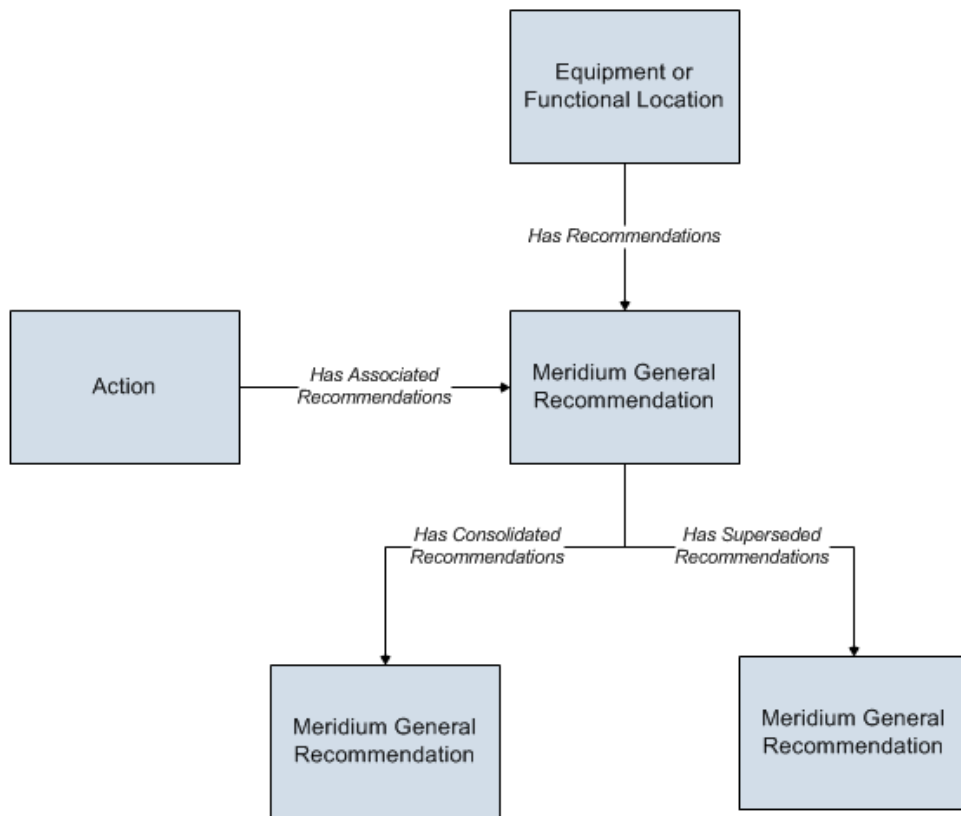 Equipment or
Functional Location
Has Recommendations
Action
Has Associated
Recommendations
Meridium General
Recommendation
Has Consolidated
Recommendations
Has Superseded
Recommendations
Meridium General
Recommendation
Meridium General
Recommendation